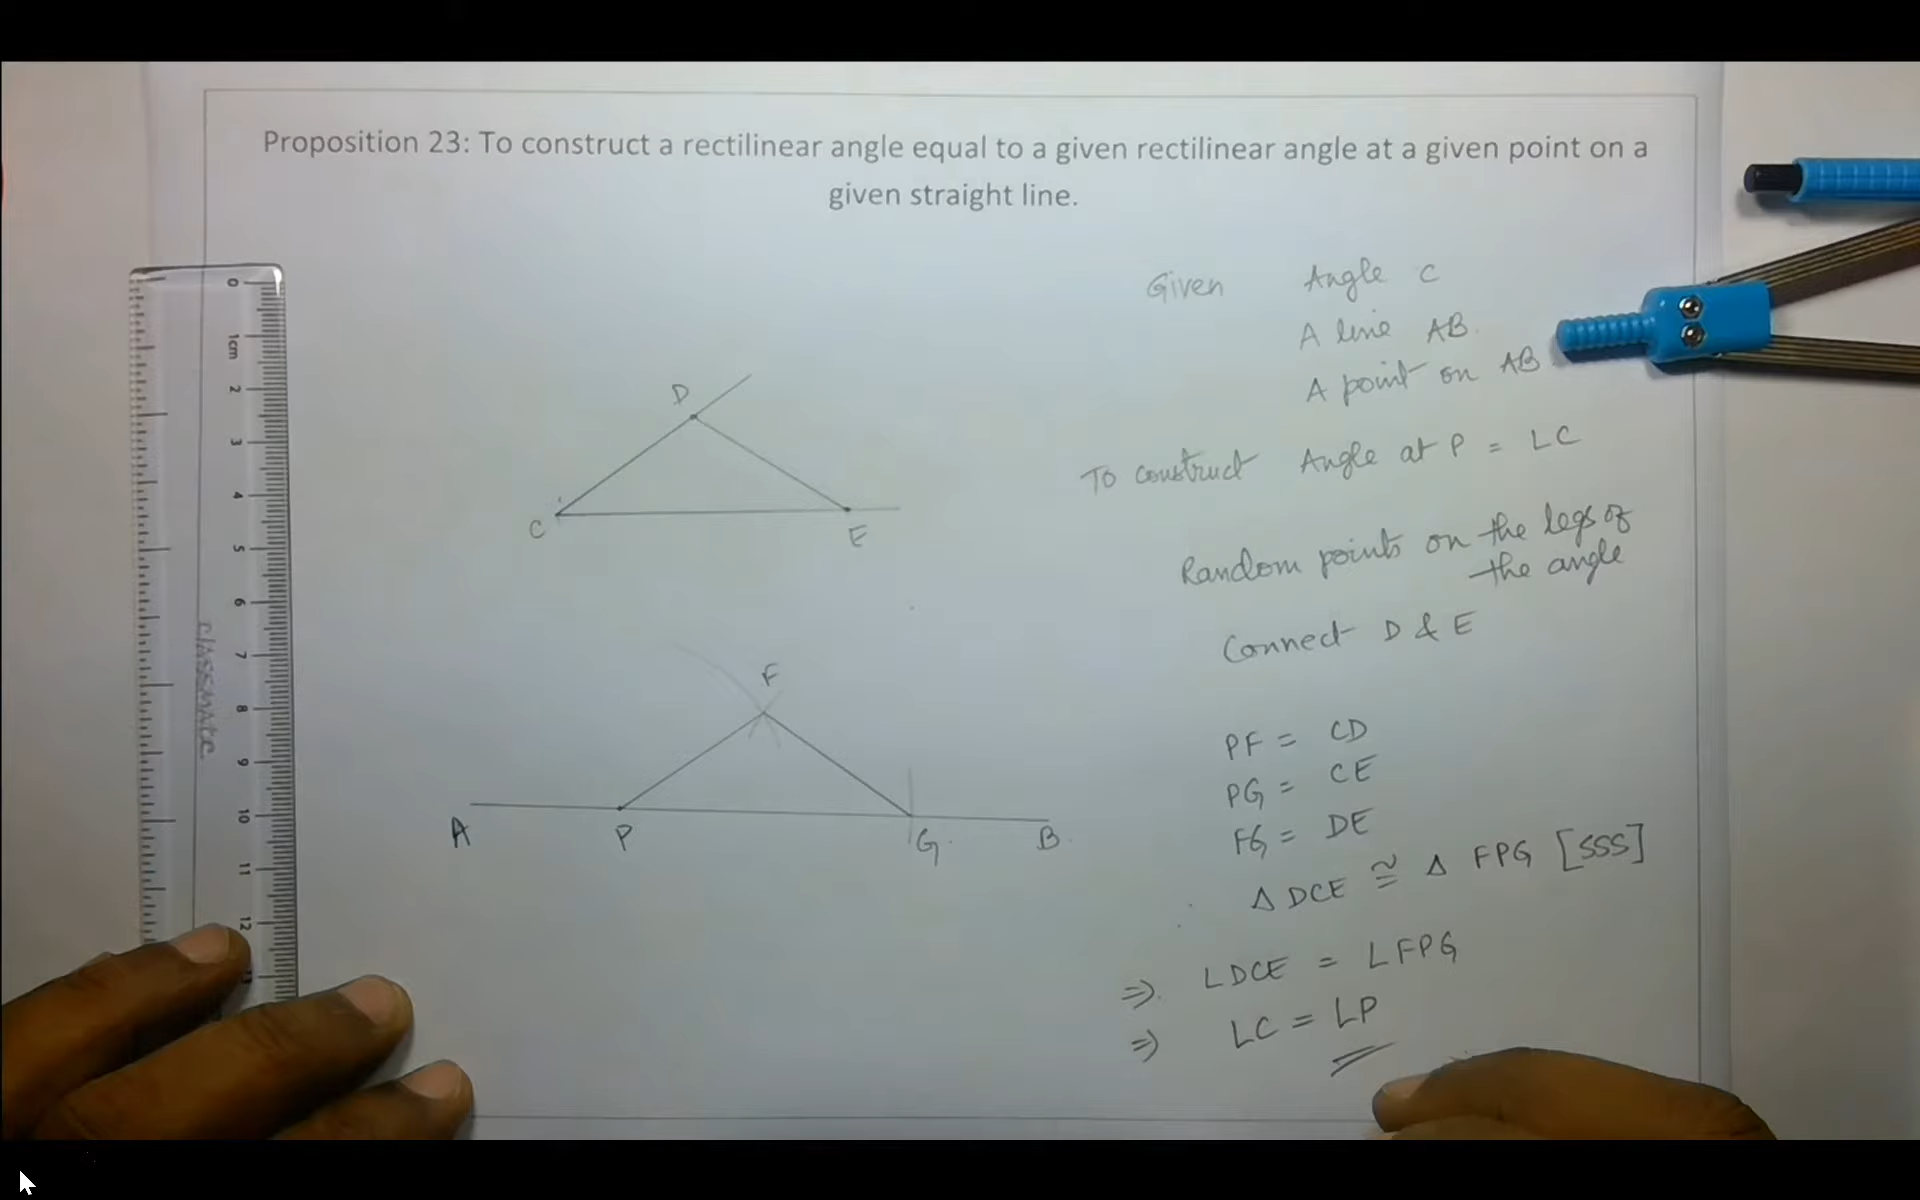 Proposition 23: To construct a rectilinear angle equal to a given rectilinear angle at a given point on a
given straight line.
Given Angle C
A line AB.
A point on AB
To construct Angle at P = ∠C
Random points on the legs of
the angle
Connect D & E
PF = CD
PG = CE
FG = DE
Δ DCE ≅ Δ FPG [SSS]
⇒ ∠DCE = ∠FPG
⇒ ∠C = ∠P
D
C
E
F
A
P
G
B
0
1cm
2
3
4
5
6
7
8
9
10
11
12
classmate